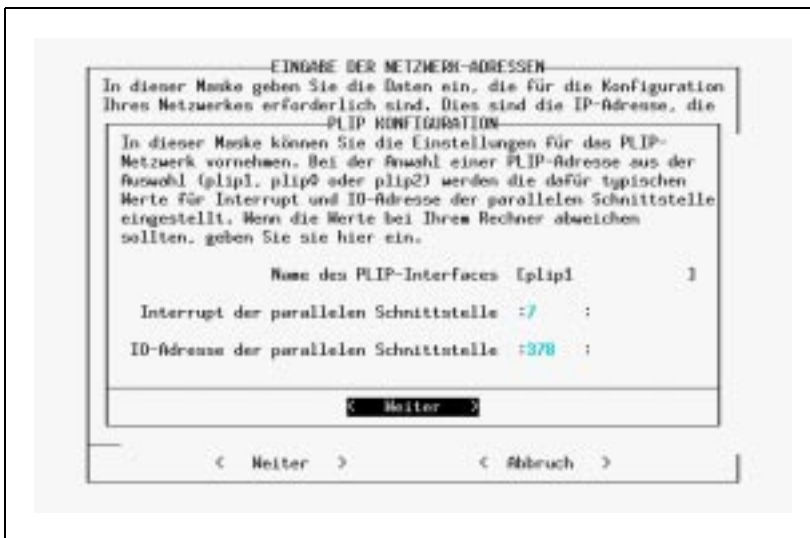 EINGABE DER NETZWERK-ADRESSEN
In dieser Maske geben Sie die Daten ein, die für die Konfiguration
Ihres Netzwerkes erforderlich sind. Dies sind die IP-Adresse, die
PLIP KONFIGURATION
In dieser Maske können Sie die Einstellungen für das PLIP-
Netzwerk vornehmen. Bei der Anwahl einer PLIP-Adresse aus der
Auswahl (plip1, plip0 oder plip2) werden die dafür typischen
Werte für Interrupt und IO-Adresse der parallelen Schnittstelle
eingestellt. Wenn die Werte bei Ihrem Rechner abweichen
sollten, geben Sie sie hier ein.
Name des PLIP-Interfaces [plip1 ]
Interrupt der parallelen Schnittstelle :7 :
IO-Adresse der parallelen Schnittstelle :378 :
< Weiter >
< Weiter > < Abbruch >